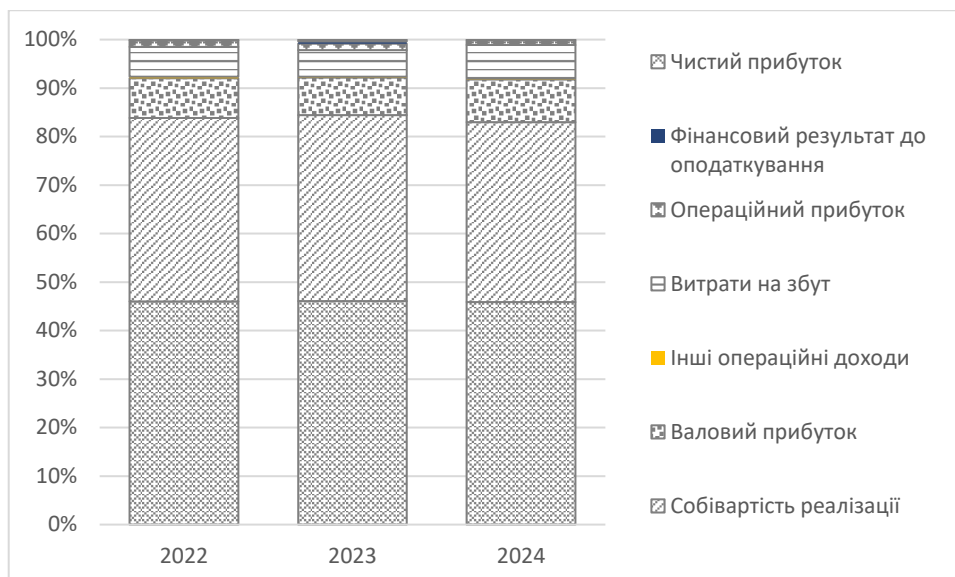 100%
90%
80%
70%
60%
50%
40%
30%
20%
10%
0%
2022
2023
2024
Чистий прибуток
Фінансовий результат до
оподаткування
Операційний прибуток
Витрати на збут
Інші операційні доходи
Валовий прибуток
Собівартість реалізації